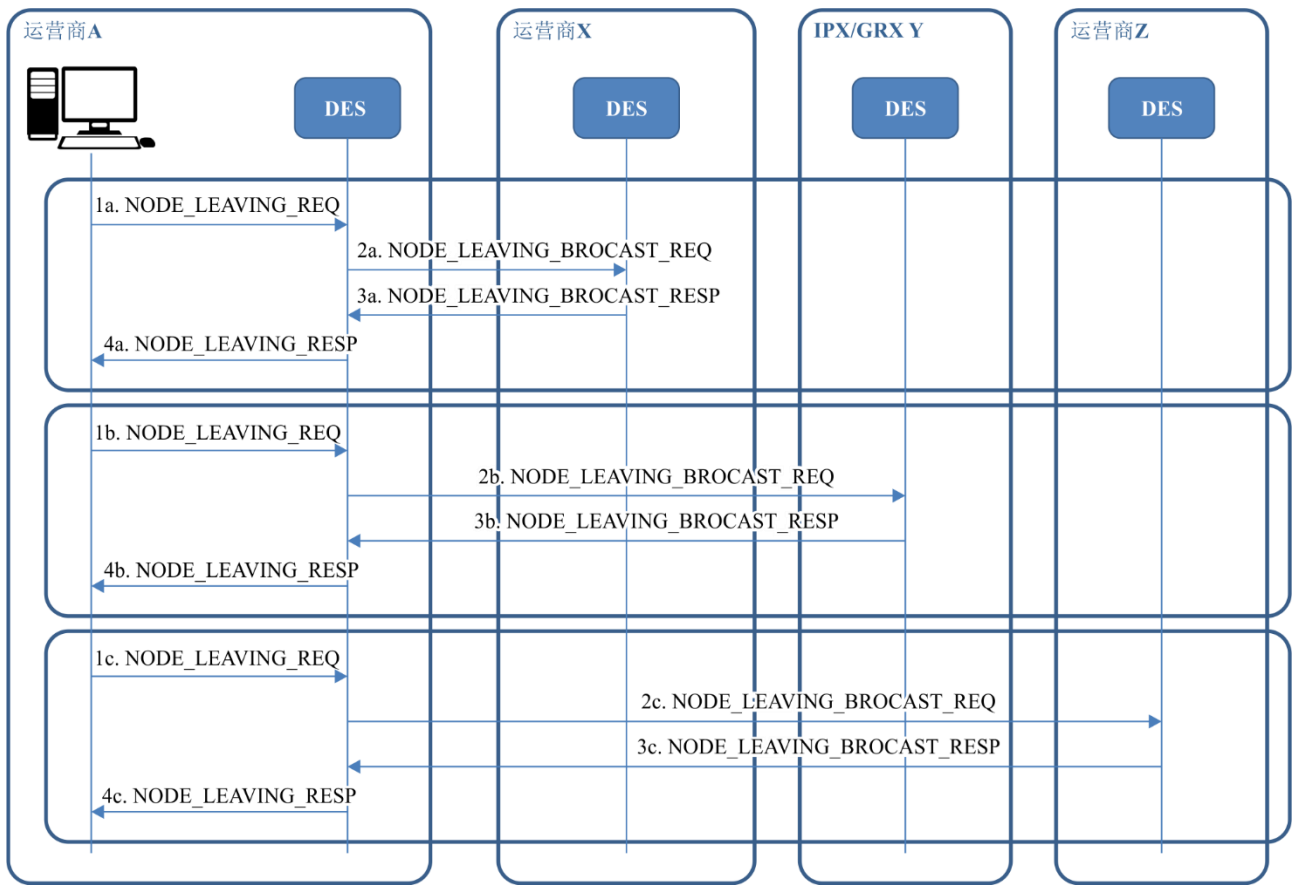 运营商A
运营商X
IPX/GRX Y
运营商Z
DES
DES
DES
DES
1a. NODE_LEAVING_REQ
2a. NODE_LEAVING_BROCAST_REQ
3a. NODE_LEAVING_BROCAST_RESP
4a. NODE_LEAVING_RESP
1b. NODE_LEAVING_REQ
2b. NODE_LEAVING_BROCAST_REQ
3b. NODE_LEAVING_BROCAST_RESP
4b. NODE_LEAVING_RESP
1c. NODE_LEAVING_REQ
2c. NODE_LEAVING_BROCAST_REQ
3c. NODE_LEAVING_BROCAST_RESP
4c. NODE_LEAVING_RESP